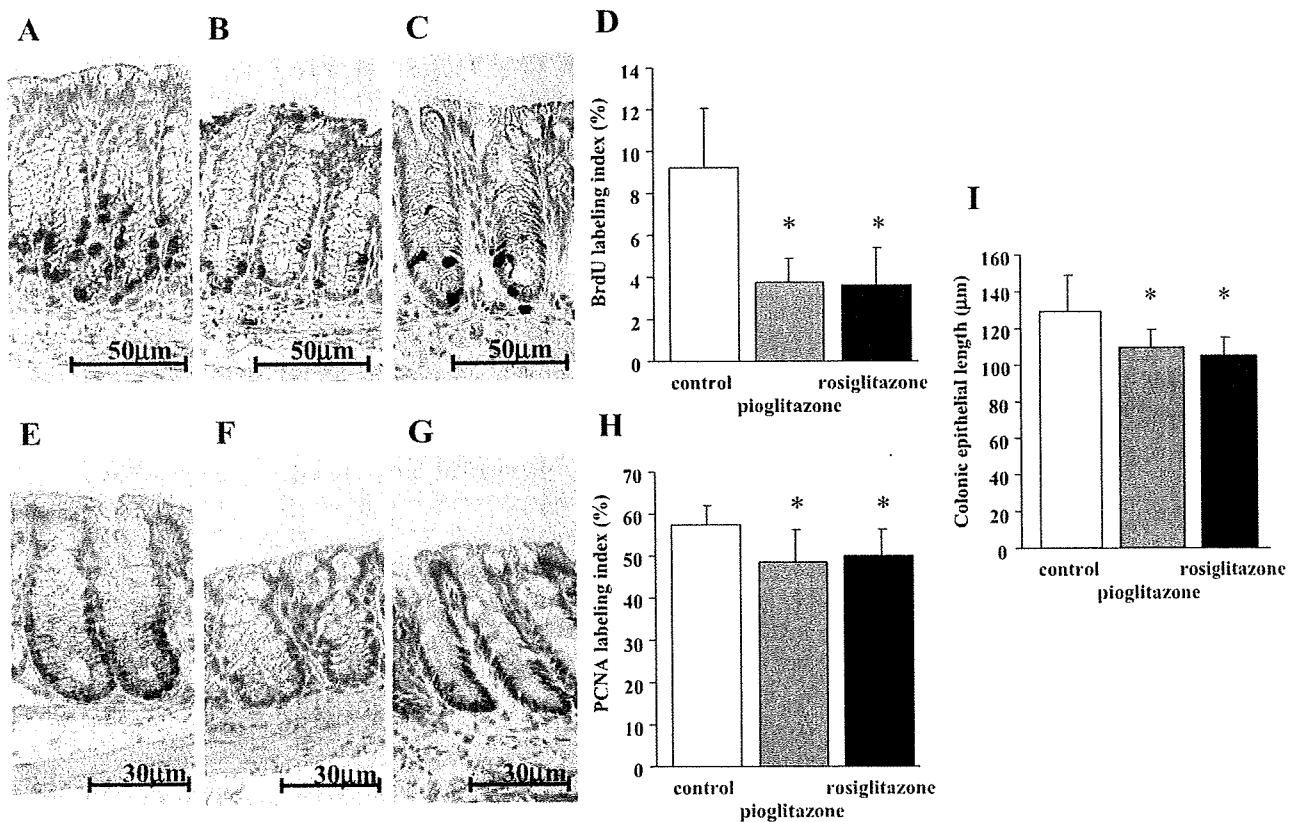 A
B
C
50μm
50μm
50μm
D
BrdU labeling index (%)
14
12
10
8
6
4
2
0
*
*
control
rosiglitazone
pioglitazone
E
F
G
30μm
30μm
30μm
H
PCNA labeling index (%)
70
60
50
40
30
20
10
0
*
*
control
rosiglitazone
pioglitazone
I
Colonic epithelial length (μm)
160
140
120
100
80
60
40
20
0
*
*
control
rosiglitazone
pioglitazone